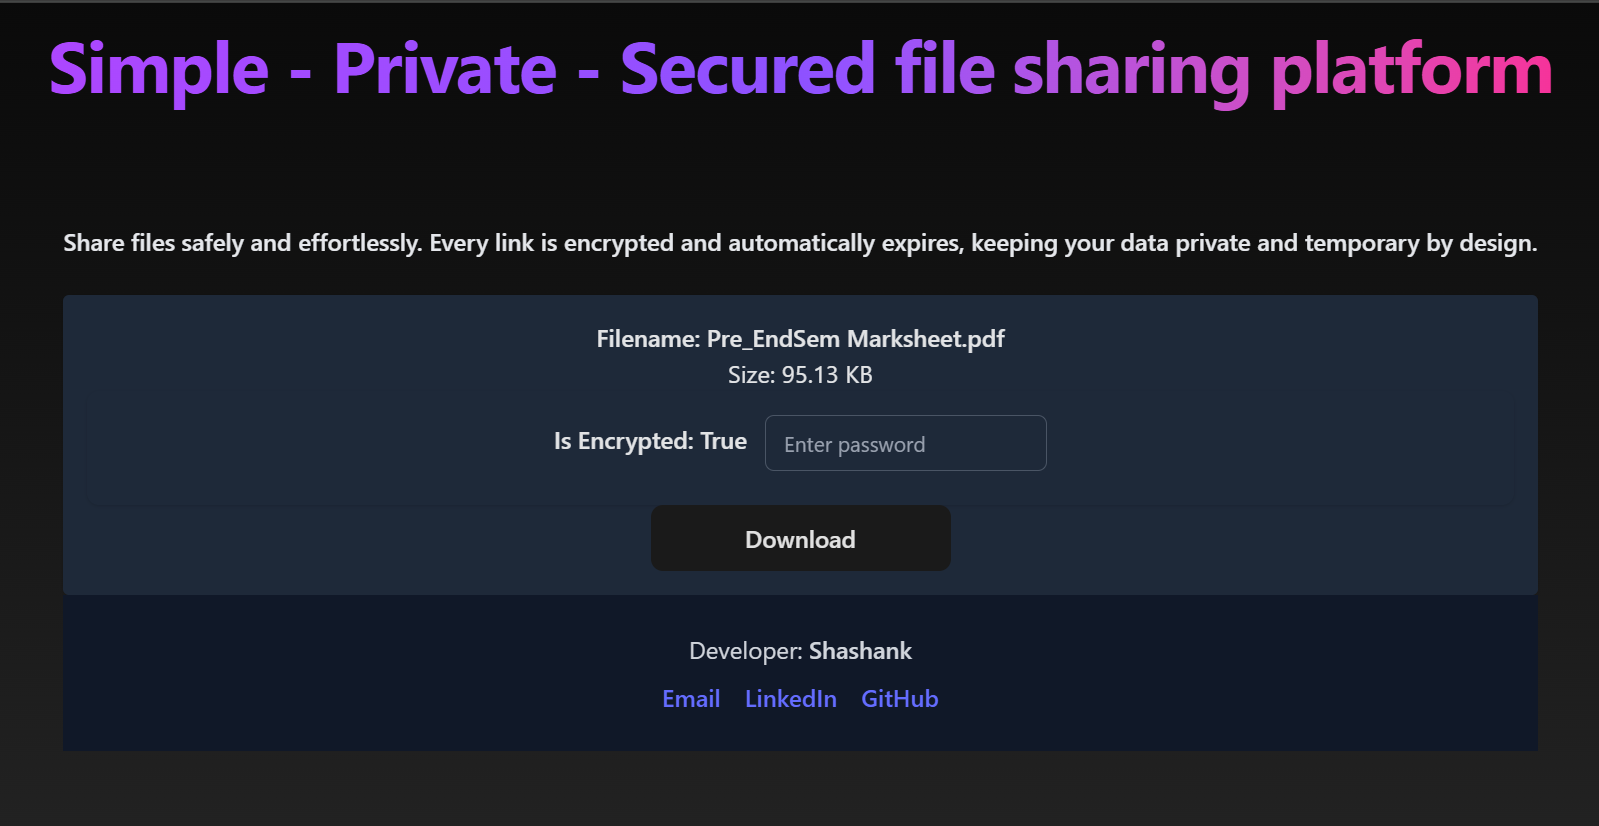 Simple - Private - Secured file sharing platform
Share files safely and effortlessly. Every link is encrypted and automatically expires, keeping your data private and temporary by design.
Filename: Pre_EndSem Marksheet.pdf
Size: 95.13 KB
Is Encrypted: True Enter password
Download
Developer: Shashank
Email LinkedIn GitHub